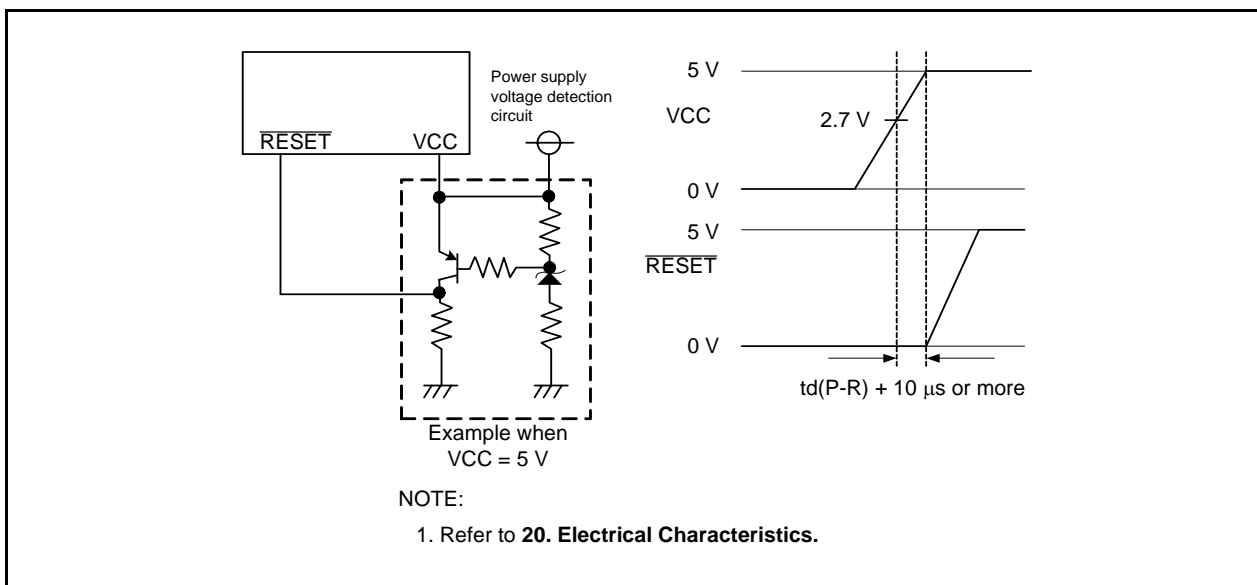 RESET
VCC
Power supply
voltage detection
circuit
Example when
VCC = 5 V
5 V
VCC
2.7 V
0 V
5 V
RESET
0 V
td(P-R) + 10 μs or more
NOTE:
1. Refer to 20. Electrical Characteristics.